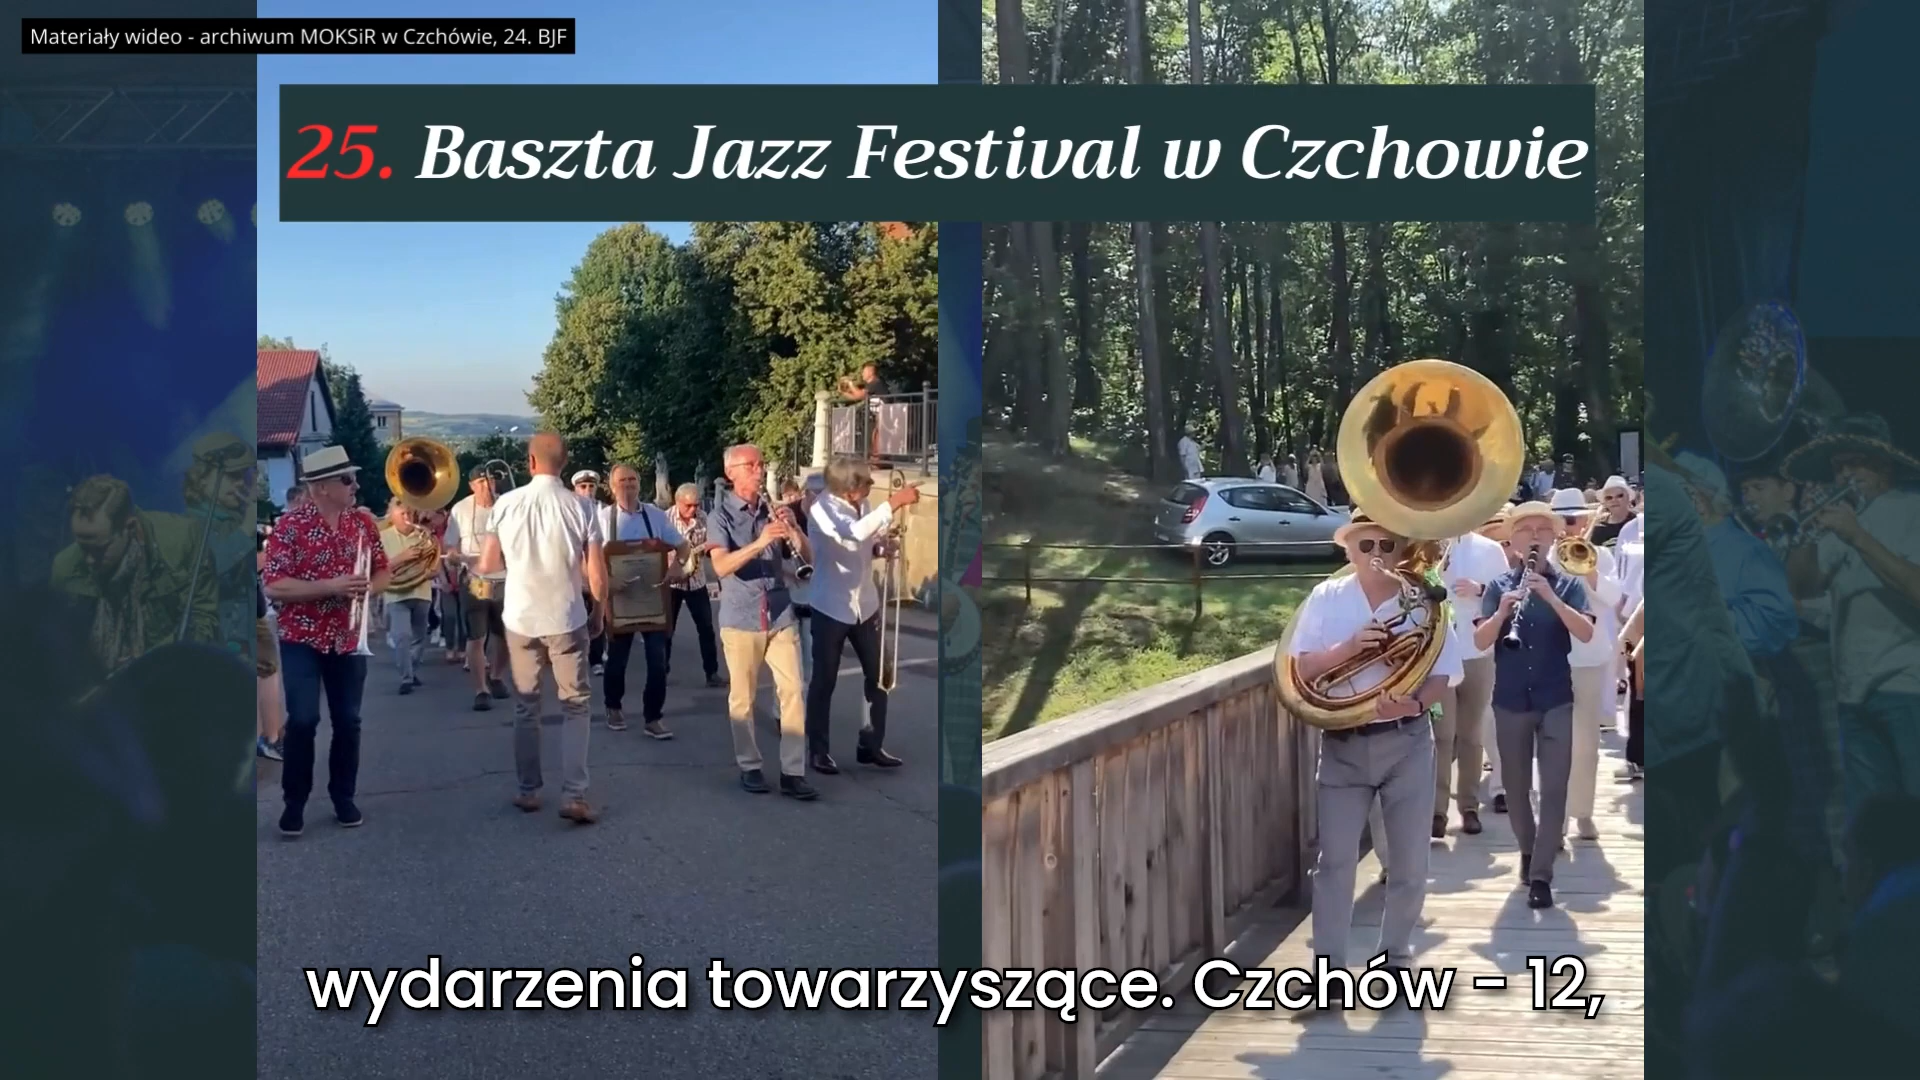 Materiały wideo - archiwum MOKSiR w Czchówie, 24. BJF
25. Baszta Jazz Festival w Czchowie
wydarzenia towarzyszące. Czchów – 12,